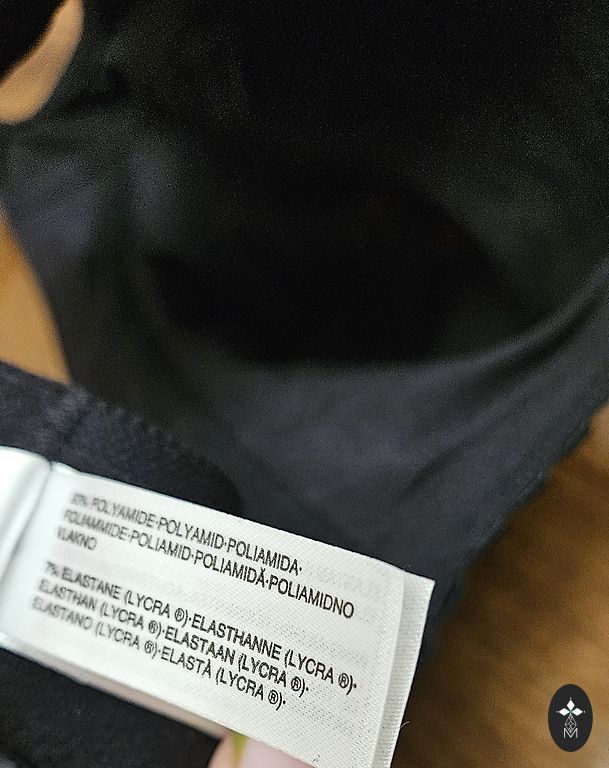 93% POLYAMIDE·POLYAMID·POLIAMIDA·
POLIAMMIDE·POLIAMID·POLIAMIDĂ·POLIAMIDNO
VLAKNO
7% ELASTANE (LYCRA ®)·ELASTHANNE (LYCRA ®)·
ELASTHAN (LYCRA ®)·ELASTAAN (LYCRA ®)·
ELASTANO (LYCRA ®)·ELASTĂ (LYCRA ®)·
M